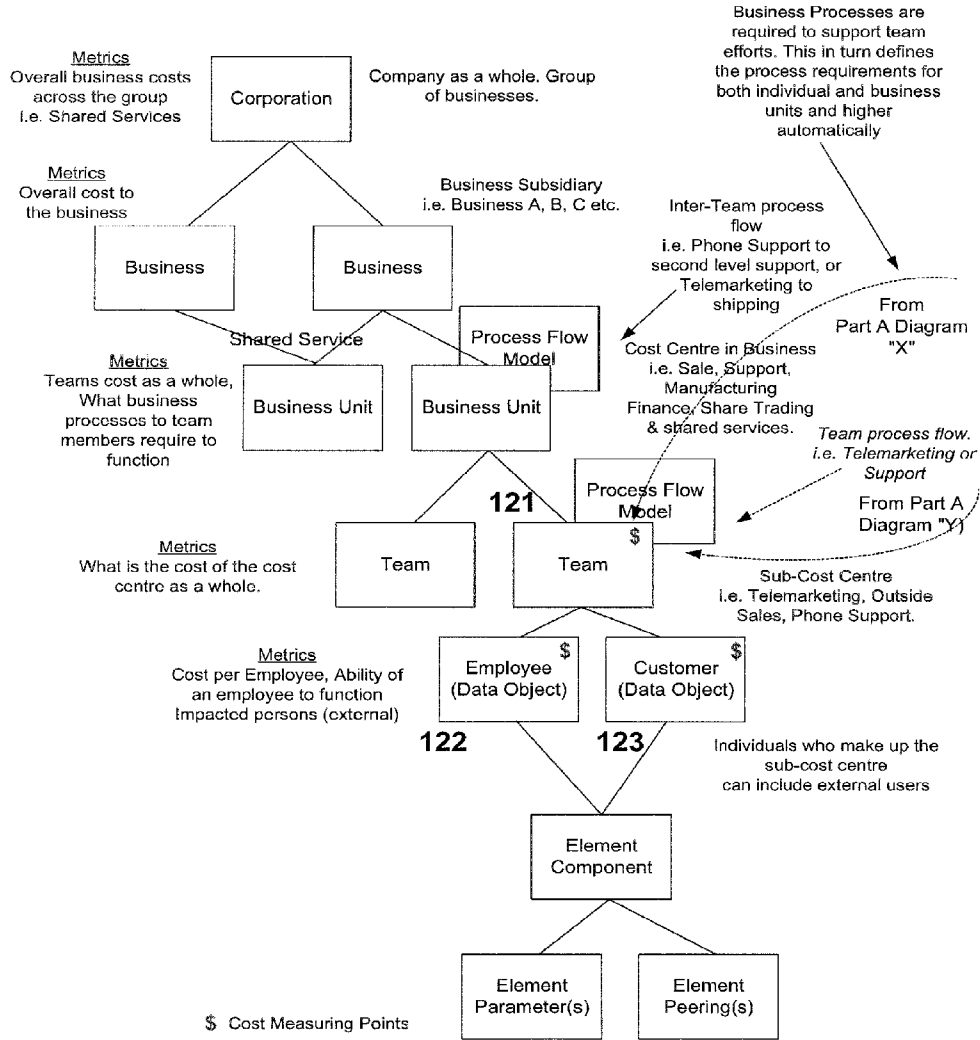 Business Processes are
required to support team
efforts. This in turn defines
the process requirements for
both individual and business
units and higher
automatically
Metrics
Overall business costs
across the group
i.e. Shared Services
Corporation
Company as a whole. Group
of businesses.
Metrics
Overall cost to
the business
Business Subsidiary
i.e. Business A, B, C etc.
Business
Business
Inter-Team process
flow
i.e. Phone Support to
second level support, or
Telemarketing to
shipping
From
Part A Diagram
"X"
Shared Service
Process Flow
Model
Metrics
Teams cost as a whole,
What business
processes to team
members require to
function
Business Unit
Business Unit
Cost Centre in Business
i.e. Sale, Support,
Manufacturing
Finance, Share Trading
& shared services.
Team process flow.
i.e. Telemarketing or
Support
From Part A
Diagram "Y)
121
Process Flow
Model
Metrics
What is the cost of the cost
centre as a whole.
Team
$
Team
Sub-Cost Centre
i.e. Telemarketing, Outside
Sales, Phone Support.
Metrics
Cost per Employee, Ability of
an employee to function
Impacted persons (external)
$
Employee
(Data Object)
$
Customer
(Data Object)
122
123
Individuals who make up the
sub-cost centre
can include external users
Element
Component
Element
Parameter(s)
Element
Peering(s)
$ Cost Measuring Points